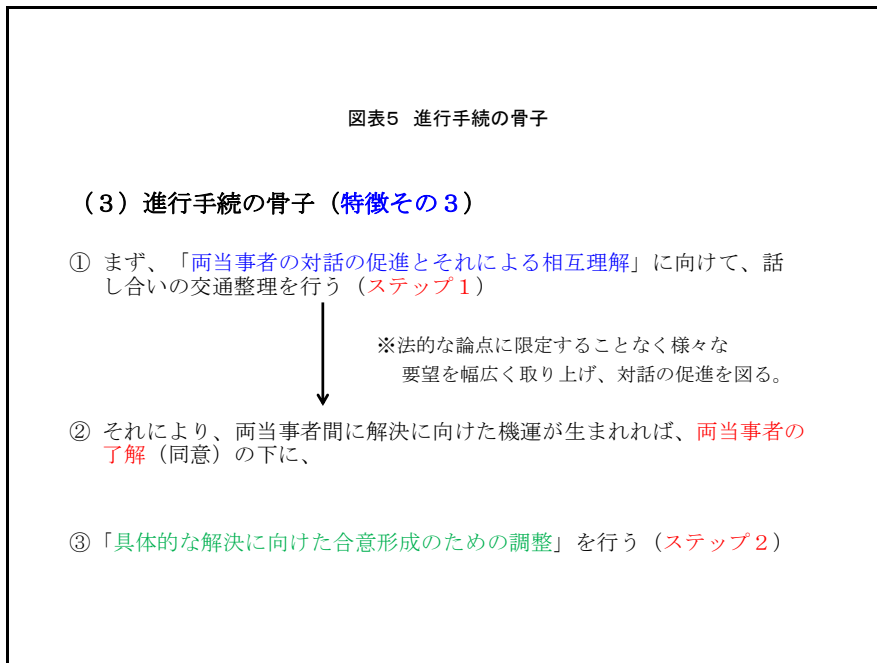 図表5 進行手続の骨子
（３）進行手続の骨子（特徴その３）
① まず、「両当事者の対話の促進とそれによる相互理解」に向けて、話
し合いの交通整理を行う（ステップ１）
※法的な論点に限定することなく様々な
要望を幅広く取り上げ、対話の促進を図る。
② それにより、両当事者間に解決に向けた機運が生まれれば、両当事者の
了解（同意）の下に、
③「具体的な解決に向けた合意形成のための調整」を行う（ステップ２）